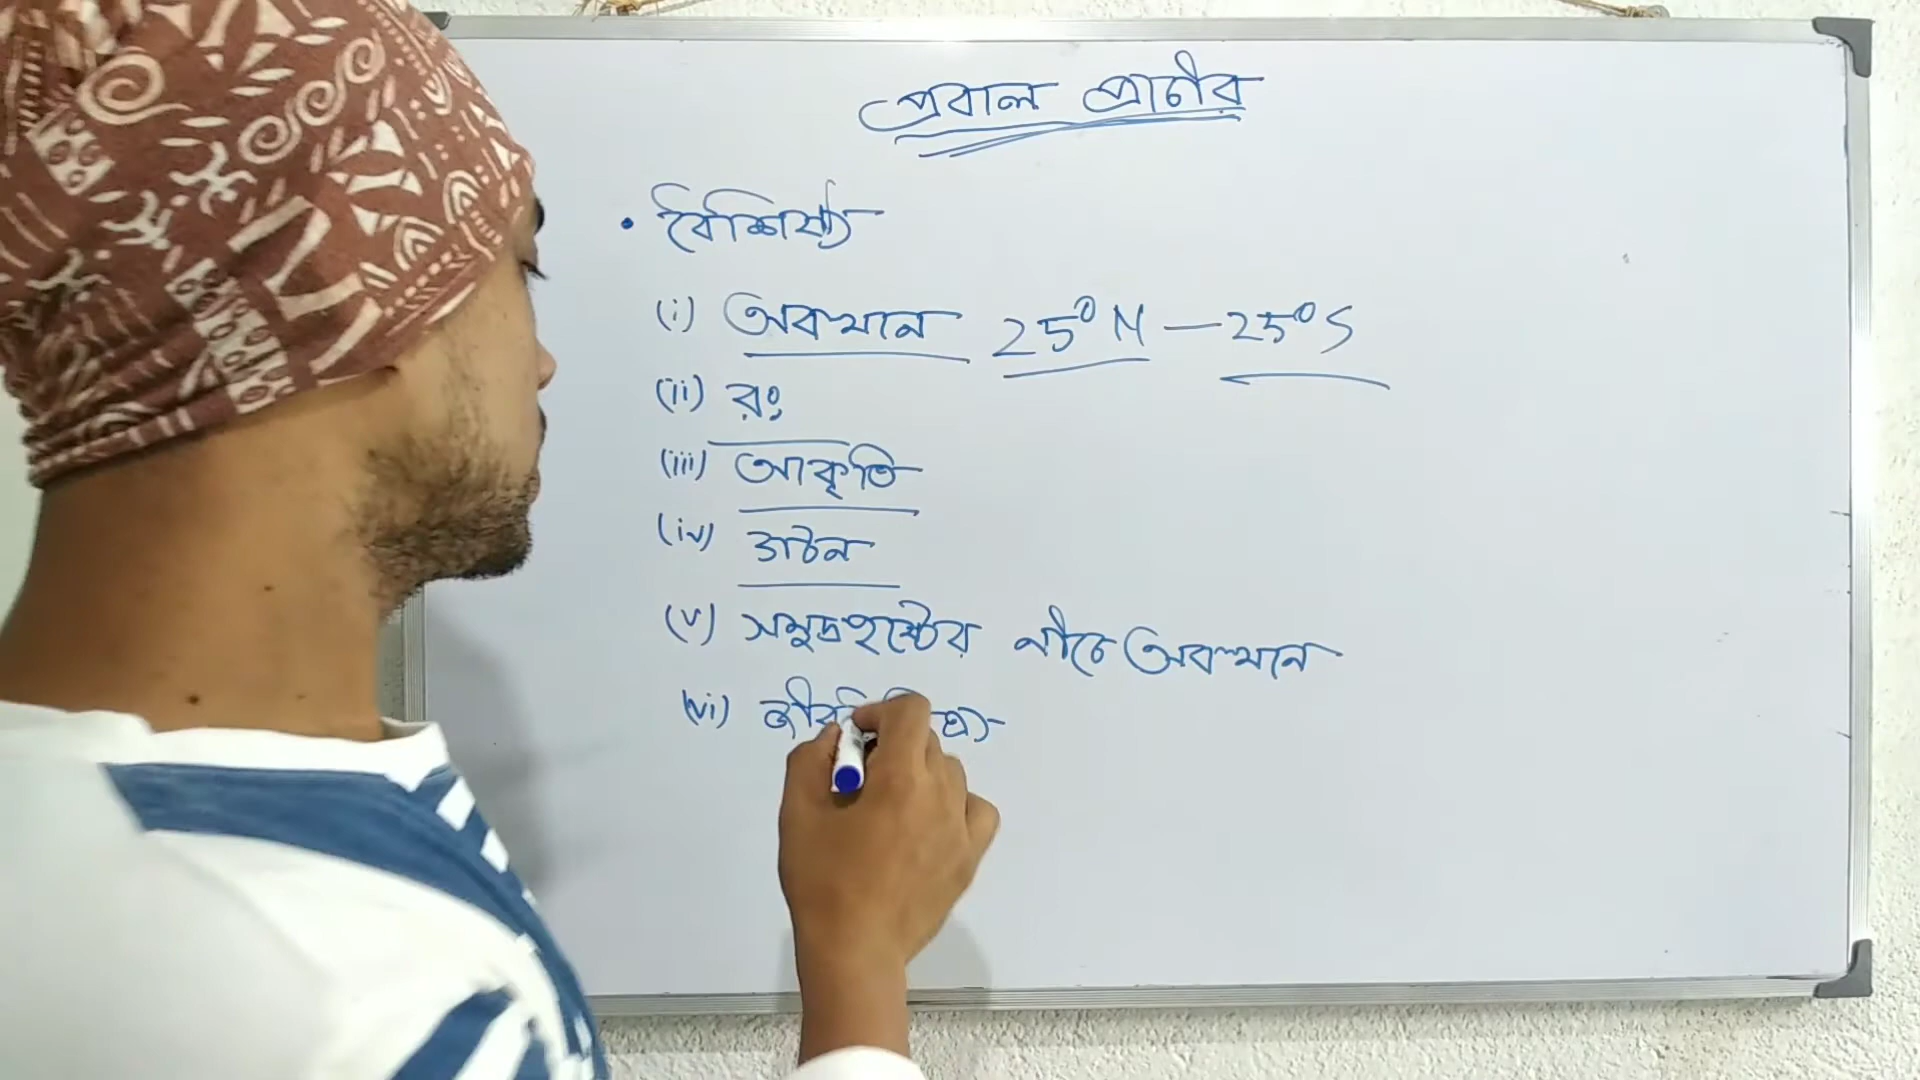 প্রবাল প্রাচীর
• বৈশিষ্ট্য
(i) অবস্থান 25°N — 25°S
(ii) রং
(iii) আকৃতি
(iv) গঠন
(v) সমুদ্রপৃষ্ঠের নীচে অবস্থান
(vi)